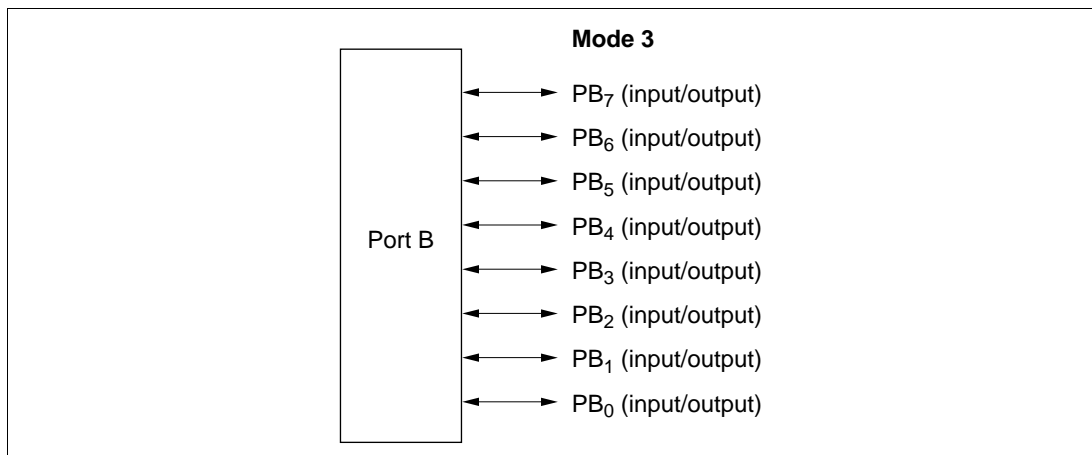 Mode 3
PB7 (input/output)
PB6 (input/output)
PB5 (input/output)
PB4 (input/output)
Port B
PB3 (input/output)
PB2 (input/output)
PB1 (input/output)
PB0 (input/output)